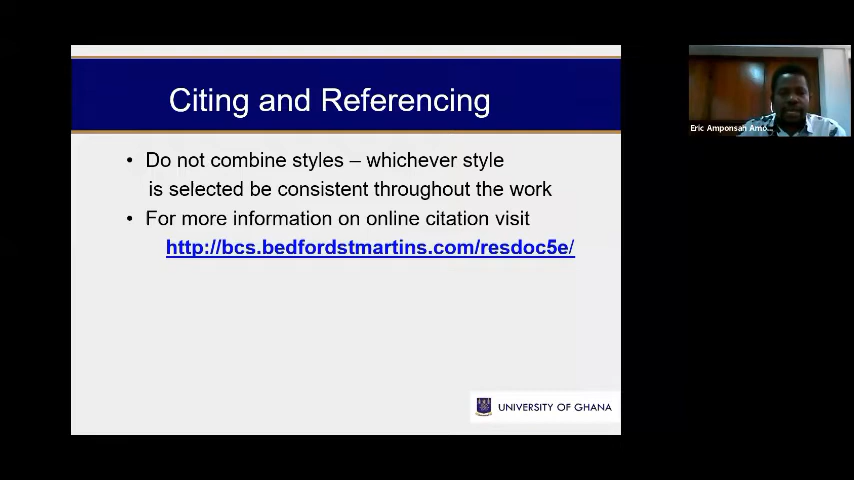 Citing and Referencing
• Do not combine styles – whichever style
is selected be consistent throughout the work
• For more information on online citation visit
http://bcs.bedfordstmartins.com/resdoc5e/
UNIVERSITY OF GHANA
Eric Amponsah Amo...